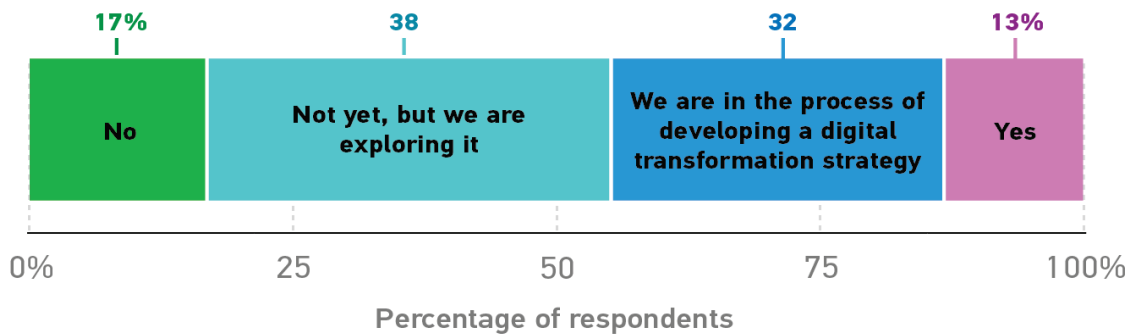 17%
38
32
13%
No
Not yet, but we are
exploring it
We are in the process of
developing a digital
transformation strategy
Yes
0%
25
50
75
100%
Percentage of respondents